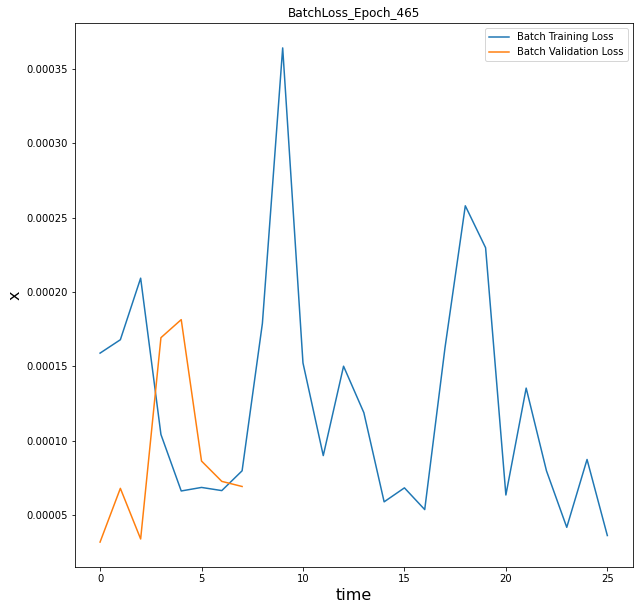 BatchLoss_Epoch_465
Batch Training Loss
Batch Validation Loss
0.00035
0.00030
0.00025
0.00020
0.00015
0.00010
0.00005
x
0 5 10 15 20 25
time